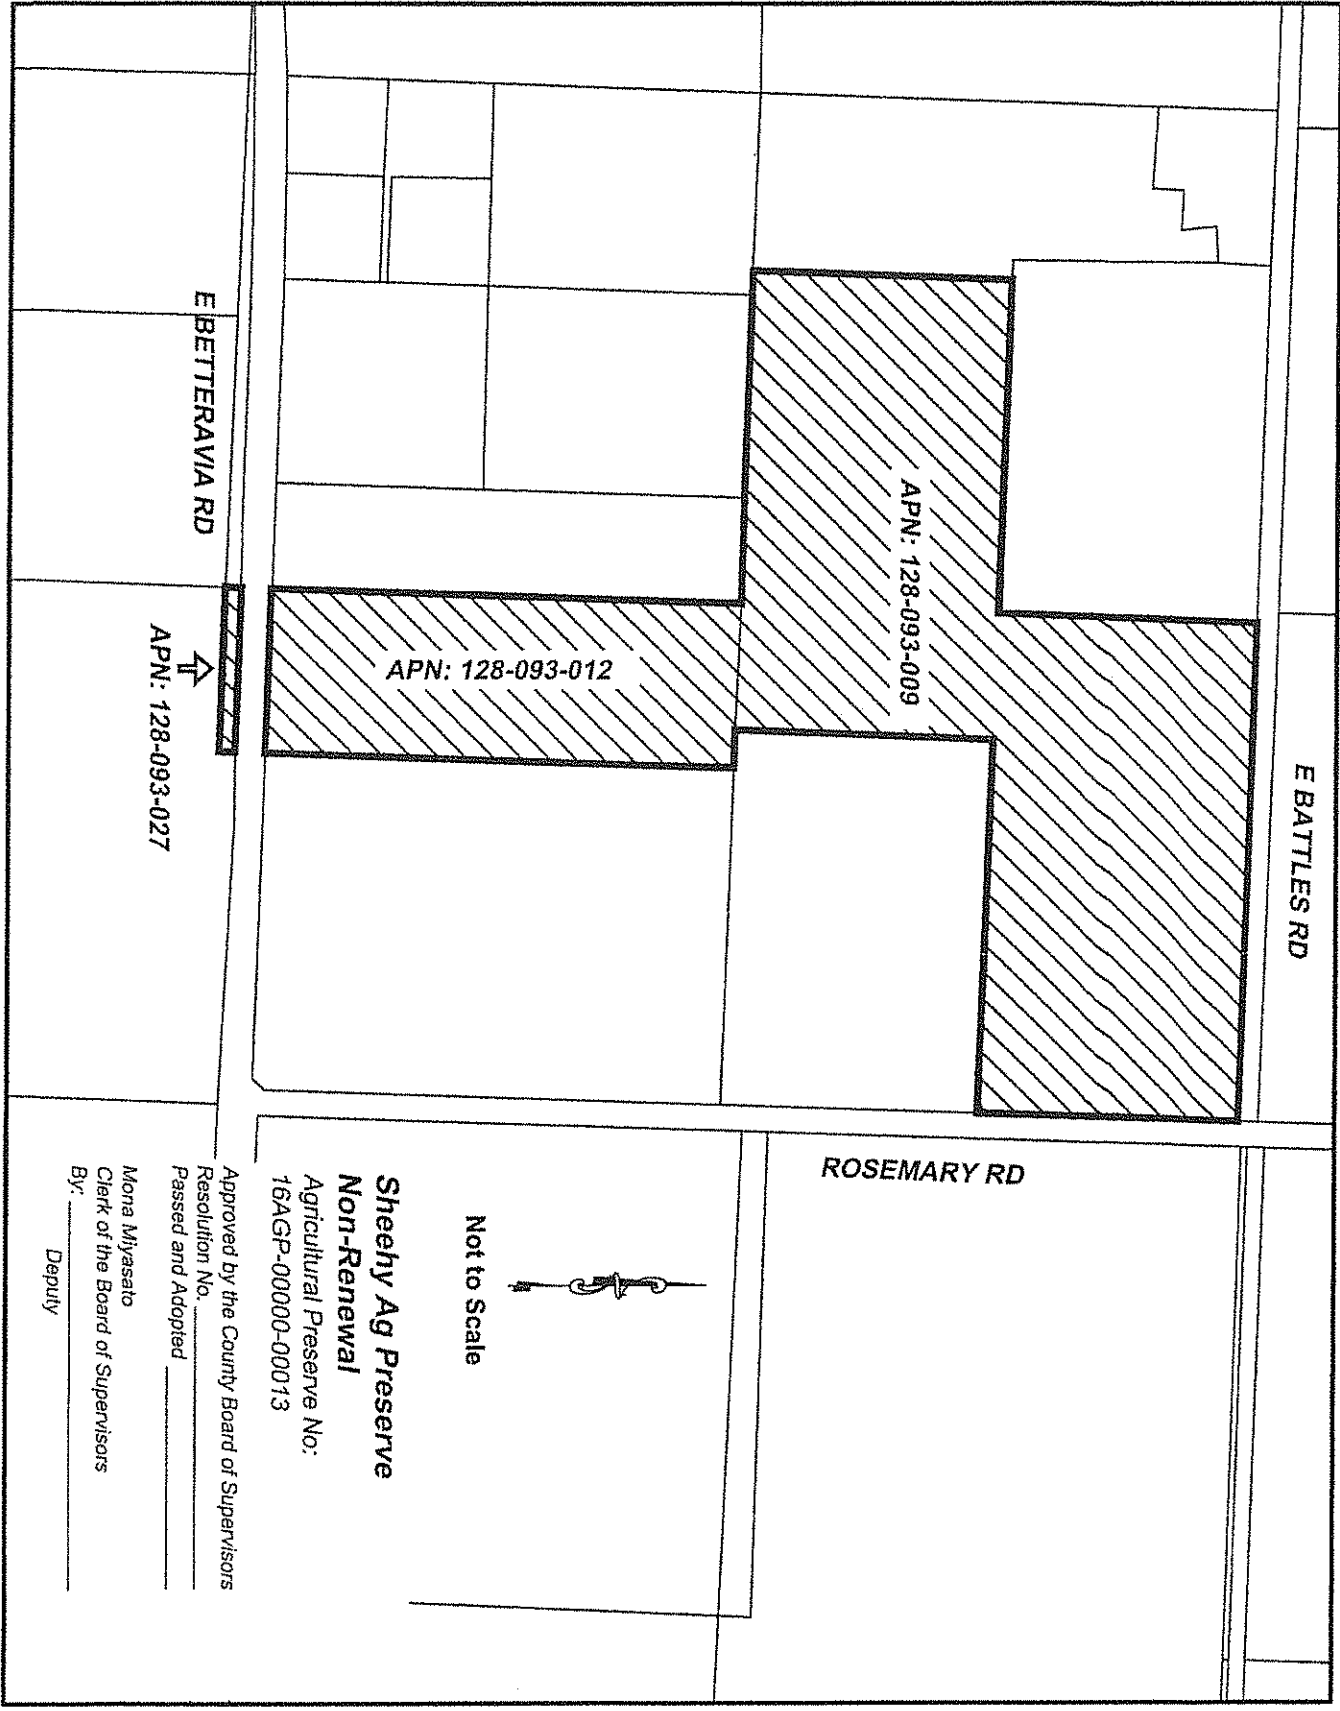 E BATTLES RD
APN: 128-093-009
APN: 128-093-012
E BETTERAVIA RD
APN: 128-093-027
ROSEMARY RD
Not to Scale
Sheehy Ag Preserve
Non-Renewal
Agricultural Preserve No:
16AGP-00000-00013
Approved by the County Board of Supervisors
Resolution No.
Passed and Adopted
Mona Miyasato
Clerk of the Board of Supervisors
By:
Deputy